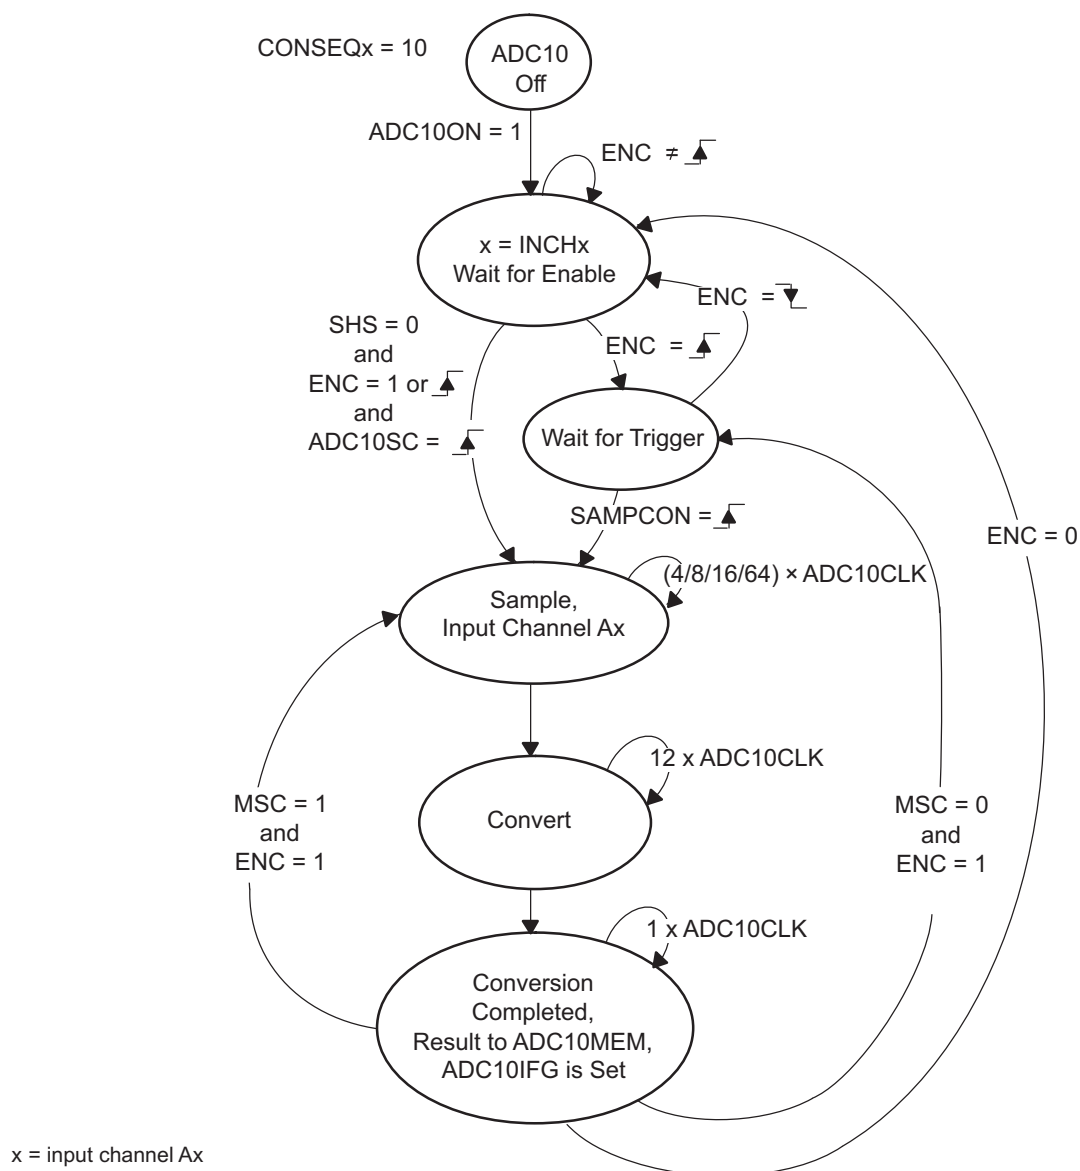 CONSEQx = 10
ADC10
Off
ADC10ON = 1
ENC ≠
x = INCHx
Wait for Enable
ENC =
SHS = 0
and
ENC = 1 or
and
ADC10SC =
ENC =
Wait for Trigger
SAMPCON =
ENC = 0
(4/8/16/64) × ADC10CLK
Sample,
Input Channel Ax
12 x ADC10CLK
Convert
MSC = 1
and
ENC = 1
MSC = 0
and
ENC = 1
1 x ADC10CLK
Conversion
Completed,
Result to ADC10MEM,
ADC10IFG is Set
x = input channel Ax